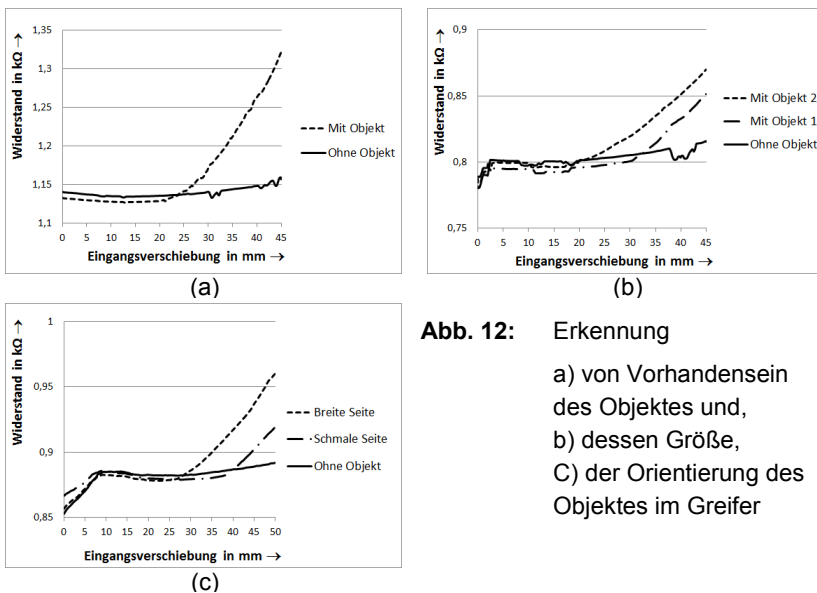 Widerstand in kΩ →
1,35
1,3
1,25
1,2
1,15
1,1
0 5 10 15 20 25 30 35 40 45
Eingangsverschiebung in mm →
Mit Objekt
Ohne Objekt
(a)
Widerstand in kΩ →
0,9
0,85
0,8
0,75
0 5 10 15 20 25 30 35 40 45
Eingangsverschiebung in mm →
Mit Objekt 2
Mit Objekt 1
Ohne Objekt
(b)
Widerstand in kΩ →
1
0,95
0,9
0,85
0 5 10 15 20 25 30 35 40 45 50
Eingangsverschiebung in mm →
Breite Seite
Schmale Seite
Ohne Objekt
(c)
Abb. 12: Erkennung
a) von Vorhandensein
des Objektes und,
b) dessen Größe,
C) der Orientierung des
Objektes im Greifer